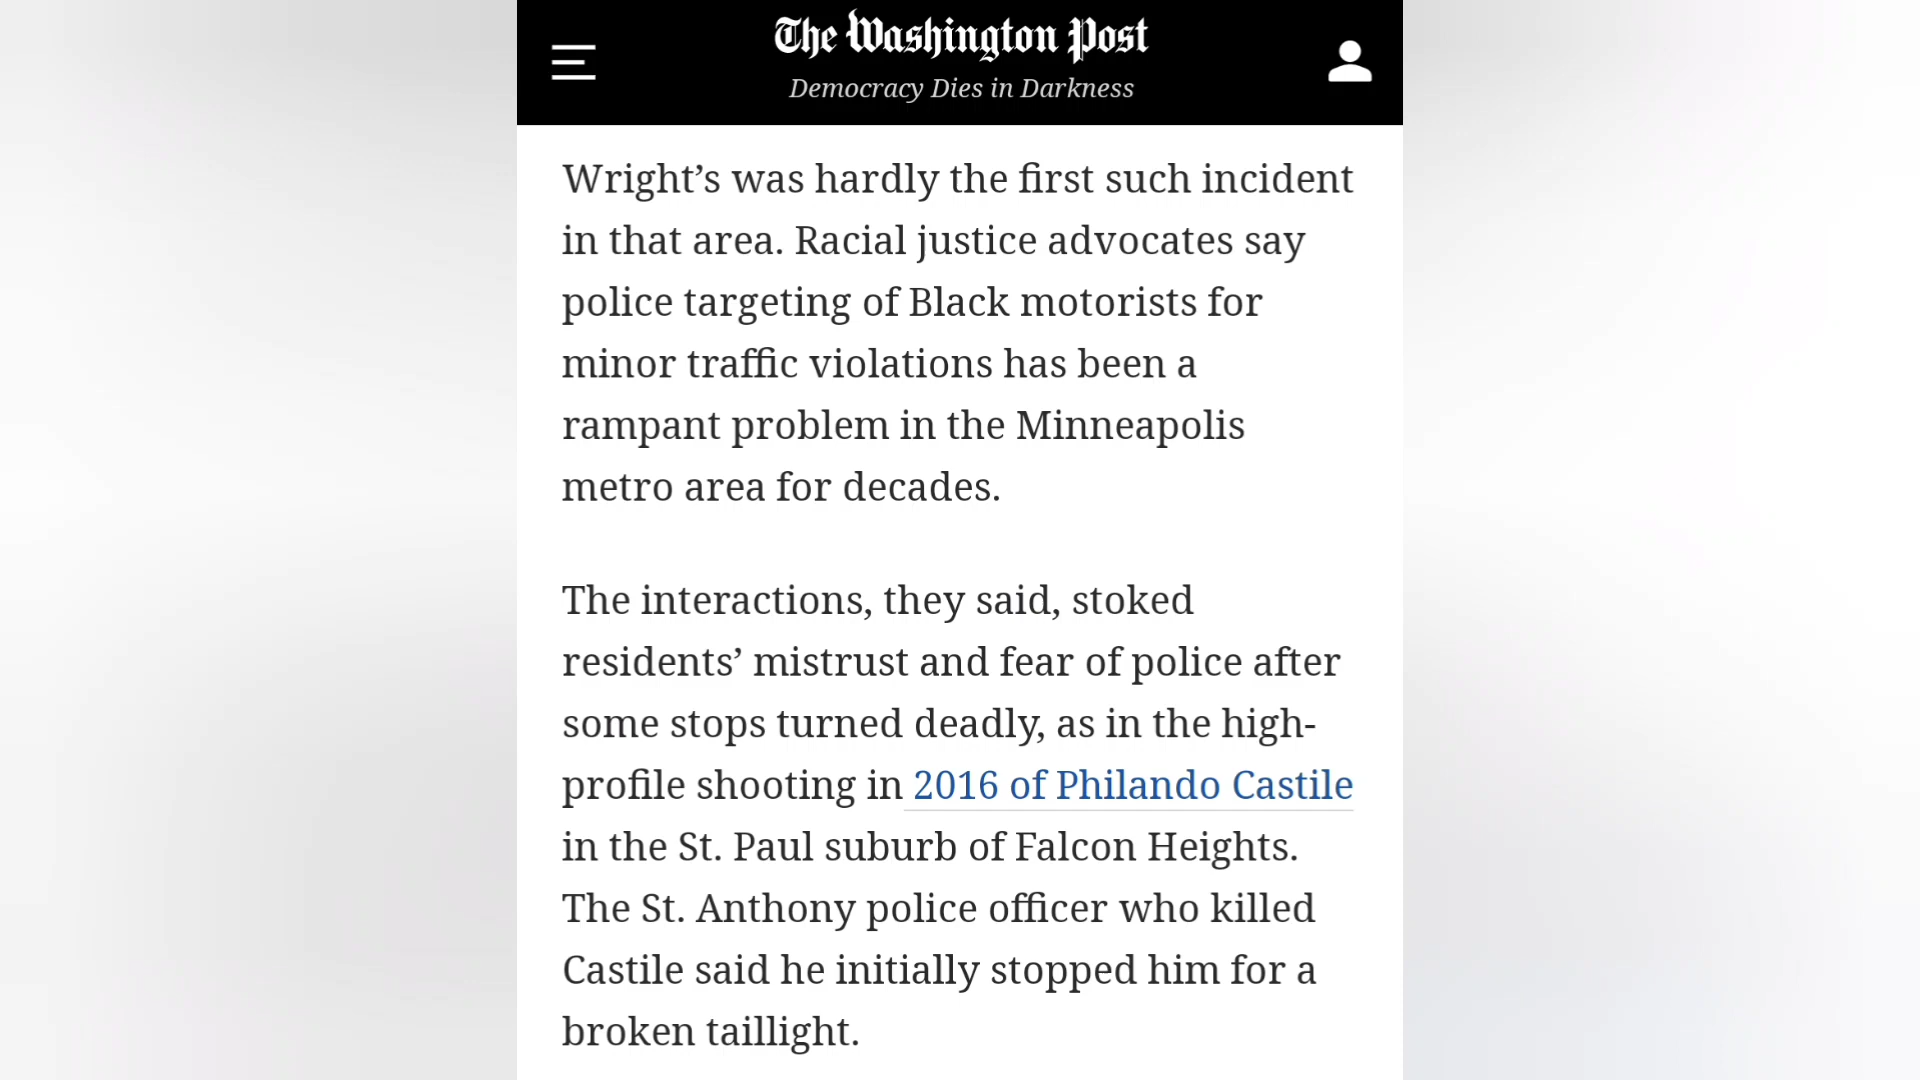 The Washington Post
Democracy Dies in Darkness
Wright’s was hardly the first such incident
in that area. Racial justice advocates say
police targeting of Black motorists for
minor traffic violations has been a
rampant problem in the Minneapolis
metro area for decades.
The interactions, they said, stoked
residents’ mistrust and fear of police after
some stops turned deadly, as in the high-
profile shooting in 2016 of Philando Castile
in the St. Paul suburb of Falcon Heights.
The St. Anthony police officer who killed
Castile said he initially stopped him for a
broken taillight.